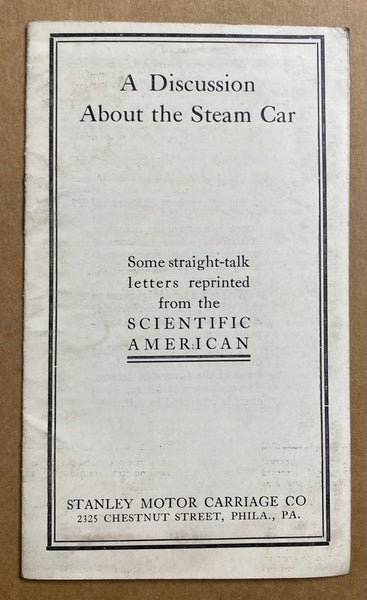 A Discussion
About the Steam Car
Some straight-talk
letters reprinted
from the
SCIENTIFIC
AMERICAN
STANLEY MOTOR CARRIAGE CO
2325 CHESTNUT STREET, PHILA., PA.